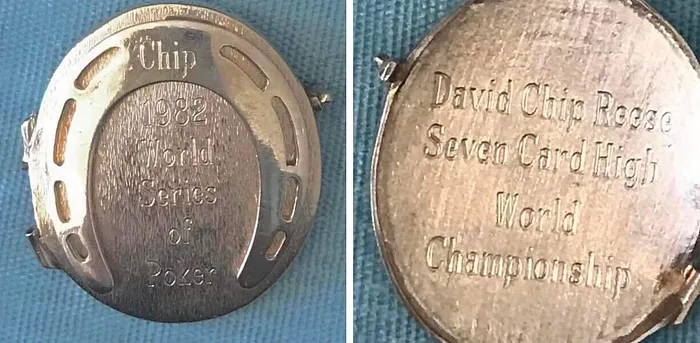 Chip
1982
World
Series
of
Poker
David Chip Reese
Seven Card High
World
Championship